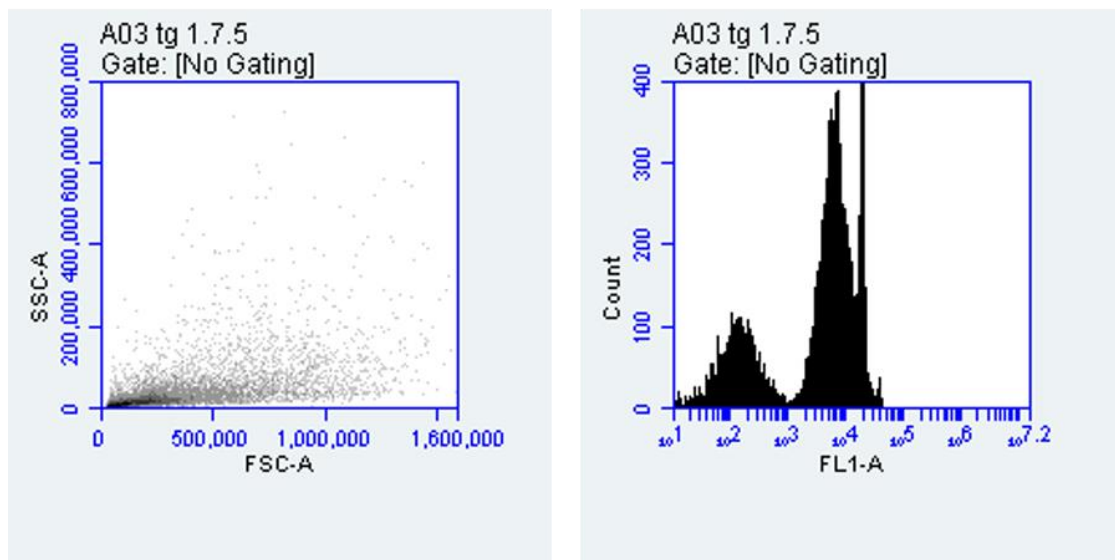 A03 tg 1.7.5
Gate: [No Gating]
800,000
600,000
400,000
200,000
0
SSC-A
0 500,000 1,000,000 1,600,000
FSC-A
A03 tg 1.7.5
Gate: [No Gating]
400
300
200
100
0
Count
10^1 10^2 10^3 10^4 10^5 10^6 10^7.2
FL1-A